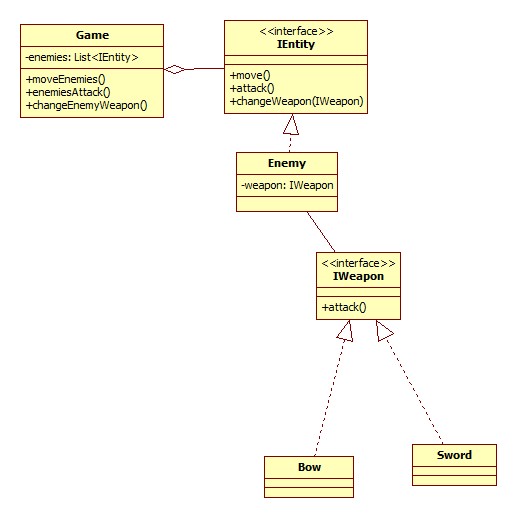 Game
-enemies: List<IEntity>
+moveEnemies()
+enemiesAttack()
+changeEnemyWeapon()
<<interface>>
IEntity
+move()
+attack()
+changeWeapon(IWeapon)
Enemy
-weapon: IWeapon
<<interface>>
IWeapon
+attack()
Bow
Sword